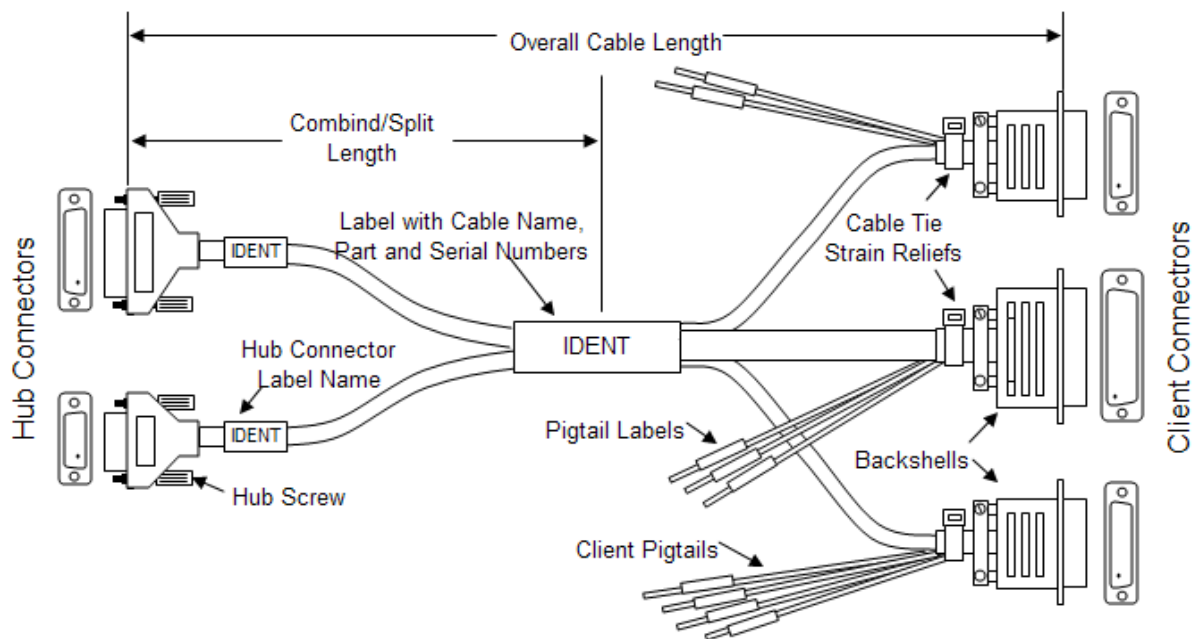 Overall Cable Length
Combind/Split
Length
Label with Cable Name,
Part and Serial Numbers
Cable Tie
Strain Reliefs
IDENT
Hub Connectors
Client Connectrors
Hub Connector
Label Name
IDENT
IDENT
Pigtail Labels
Backshells
Hub Screw
Client Pigtails